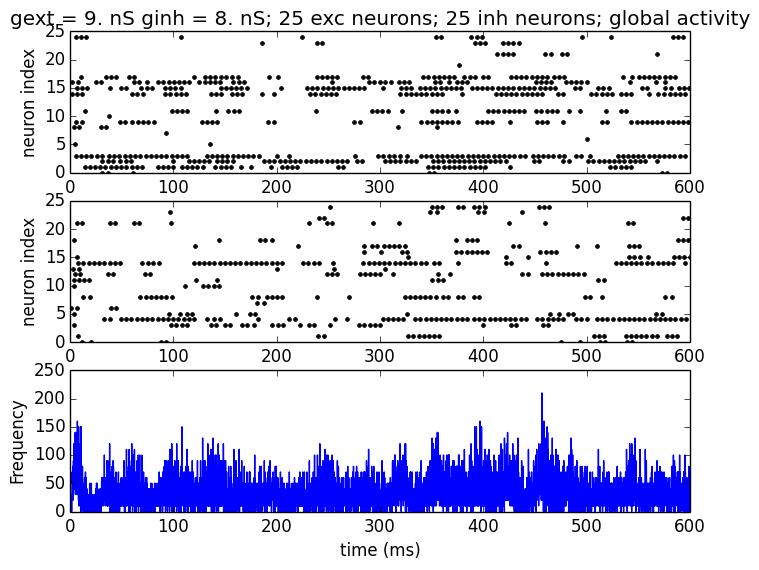 gext = 9. nS ginh = 8. nS; 25 exc neurons; 25 inh neurons; global activity
25
20
15
10
5
0
neuron index
0 100 200 300 400 500 600
25
20
15
10
5
0
neuron index
0 100 200 300 400 500 600
250
200
150
100
50
0
Frequency
0 100 200 300 400 500 600
time (ms)